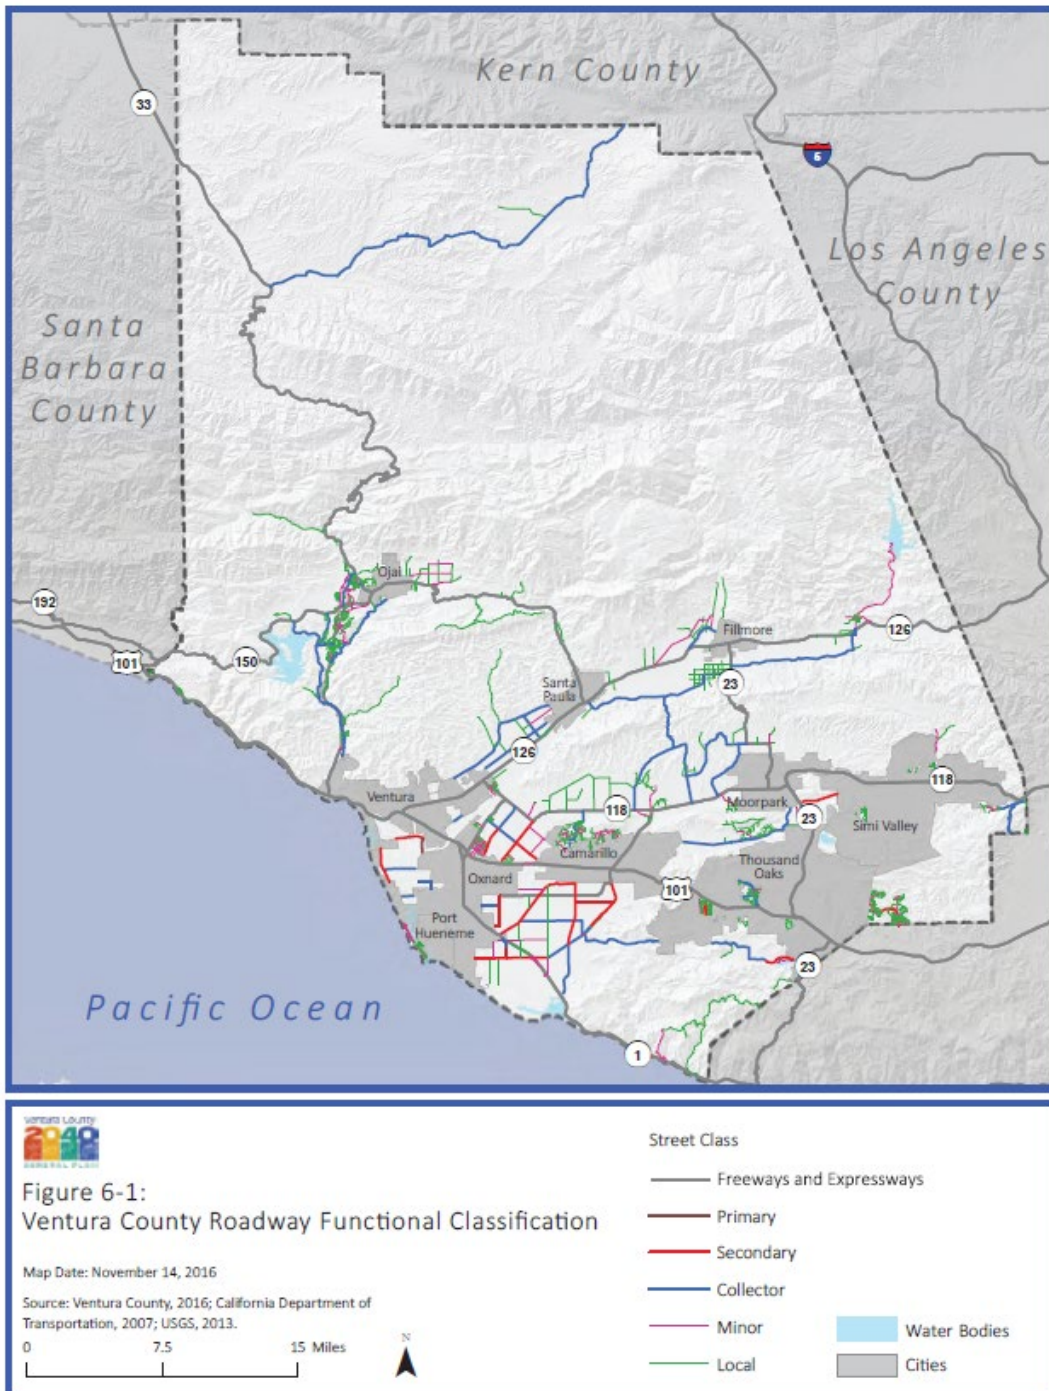 Kern County
33
5
Los Angeles
County
Santa
Barbara
County
Ojai
192
126
Fillmore
101
150
Santa
Paula
23
126
118
Ventura
118
Moorpark
23
Simi Valley
Camarillo
Thousand
Oaks
Oxnard
101
Port
Hueneme
23
Pacific Ocean
1
Ventura County
2040
GENERAL PLAN
Figure 6-1:
Ventura County Roadway Functional Classification
Map Date: November 14, 2016
Source: Ventura County, 2016; California Department of
Transportation, 2007; USGS, 2013.
0 7.5 15 Miles
N
Street Class
Freeways and Expressways
Primary
Secondary
Collector
Minor
Local
Water Bodies
Cities